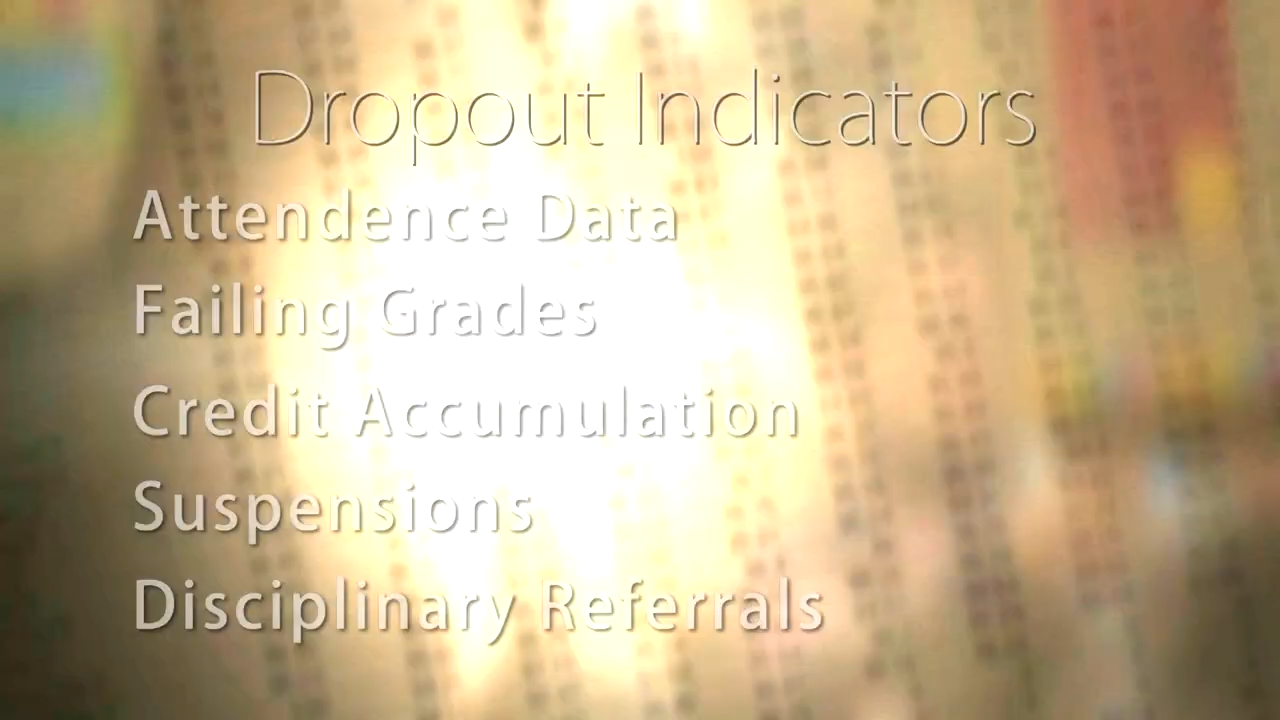 Dropout Indicators
Attendence Data
Failing Grades
Credit Accumulation
Suspensions
Disciplinary Referrals